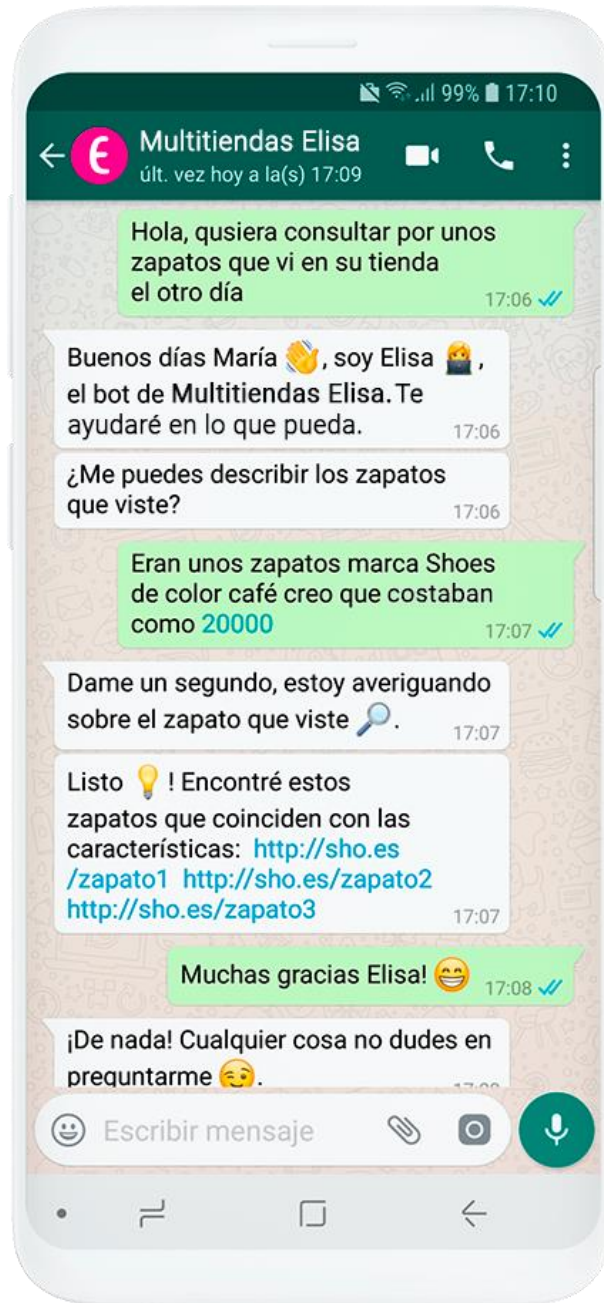 99% 17:10
Multitiendas Elisa
últ. vez hoy a la(s) 17:09
Hola, qusiera consultar por unos
zapatos que vi en su tienda
el otro día
17:06
Buenos días María 👋, soy Elisa 👩‍💻,
el bot de Multitiendas Elisa. Te
ayudaré en lo que pueda.
17:06
¿Me puedes describir los zapatos
que viste?
17:06
Eran unos zapatos marca Shoes
de color café creo que costaban
como 20000
17:07
Dame un segundo, estoy averiguando
sobre el zapato que viste 🔎.
17:07
Listo 💡 ! Encontré estos
zapatos que coinciden con las
características: http://sho.es
/zapato1 http://sho.es/zapato2
http://sho.es/zapato3
17:07
Muchas gracias Elisa! 😁
17:08
¡De nada! Cualquier cosa no dudes en
preguntarme 😉.
Escribir mensaje